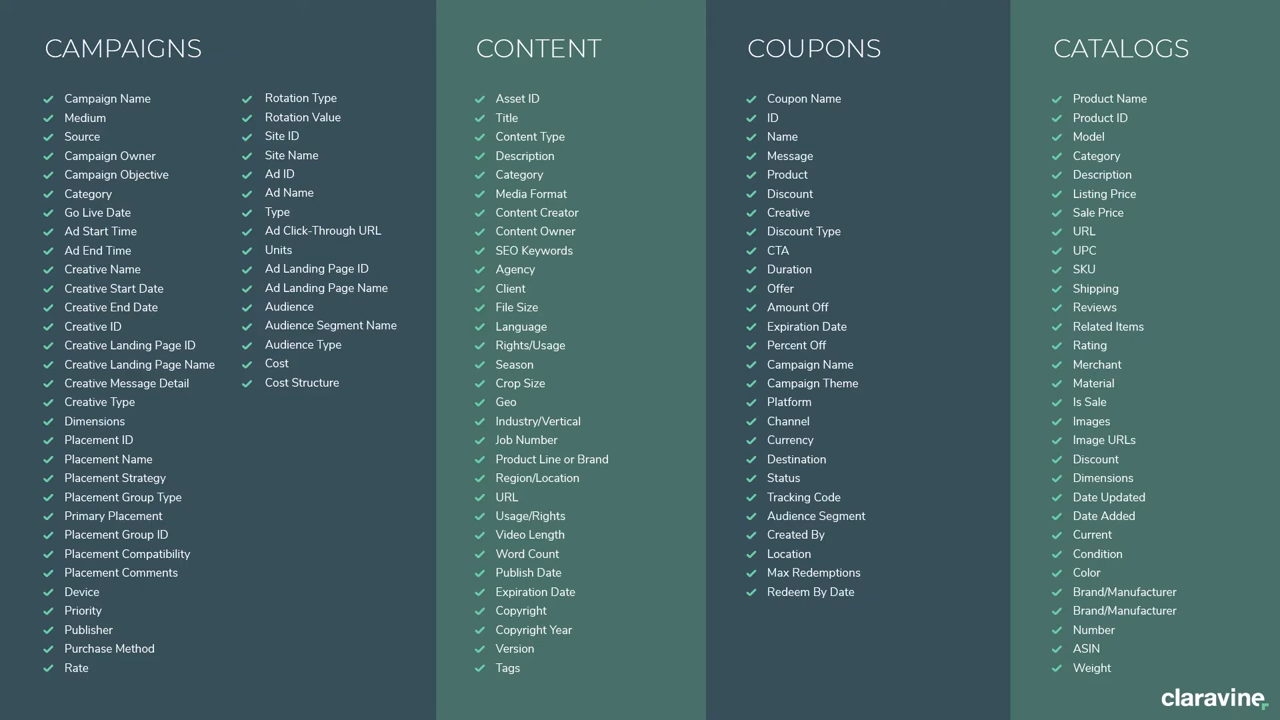 CAMPAIGNS
Campaign Name
Medium
Source
Campaign Owner
Campaign Objective
Category
Go Live Date
Ad Start Time
Ad End Time
Creative Name
Creative Start Date
Creative End Date
Creative ID
Creative Landing Page ID
Creative Landing Page Name
Creative Message Detail
Creative Type
Dimensions
Placement ID
Placement Name
Placement Strategy
Placement Group Type
Primary Placement
Placement Group ID
Placement Compatibility
Placement Comments
Device
Priority
Publisher
Purchase Method
Rate
Rotation Type
Rotation Value
Site ID
Site Name
Ad ID
Ad Name
Type
Ad Click-Through URL
Units
Ad Landing Page ID
Ad Landing Page Name
Audience
Audience Segment Name
Audience Type
Cost
Cost Structure
CONTENT
Asset ID
Title
Content Type
Description
Category
Media Format
Content Creator
Content Owner
SEO Keywords
Agency
Client
File Size
Language
Rights/Usage
Season
Crop Size
Geo
Industry/Vertical
Job Number
Product Line or Brand
Region/Location
URL
Usage/Rights
Video Length
Word Count
Publish Date
Expiration Date
Copyright
Copyright Year
Version
Tags
COUPONS
Coupon Name
ID
Name
Message
Product
Discount
Creative
Discount Type
CTA
Duration
Offer
Amount Off
Expiration Date
Percent Off
Campaign Name
Campaign Theme
Platform
Channel
Currency
Destination
Status
Tracking Code
Audience Segment
Created By
Location
Max Redemptions
Redeem By Date
CATALOGS
Product Name
Product ID
Model
Category
Description
Listing Price
Sale Price
URL
UPC
SKU
Shipping
Reviews
Related Items
Rating
Merchant
Material
Is Sale
Images
Image URLs
Discount
Dimensions
Date Updated
Date Added
Current
Condition
Color
Brand/Manufacturer
Brand/Manufacturer
Number
ASIN
Weight
claravine